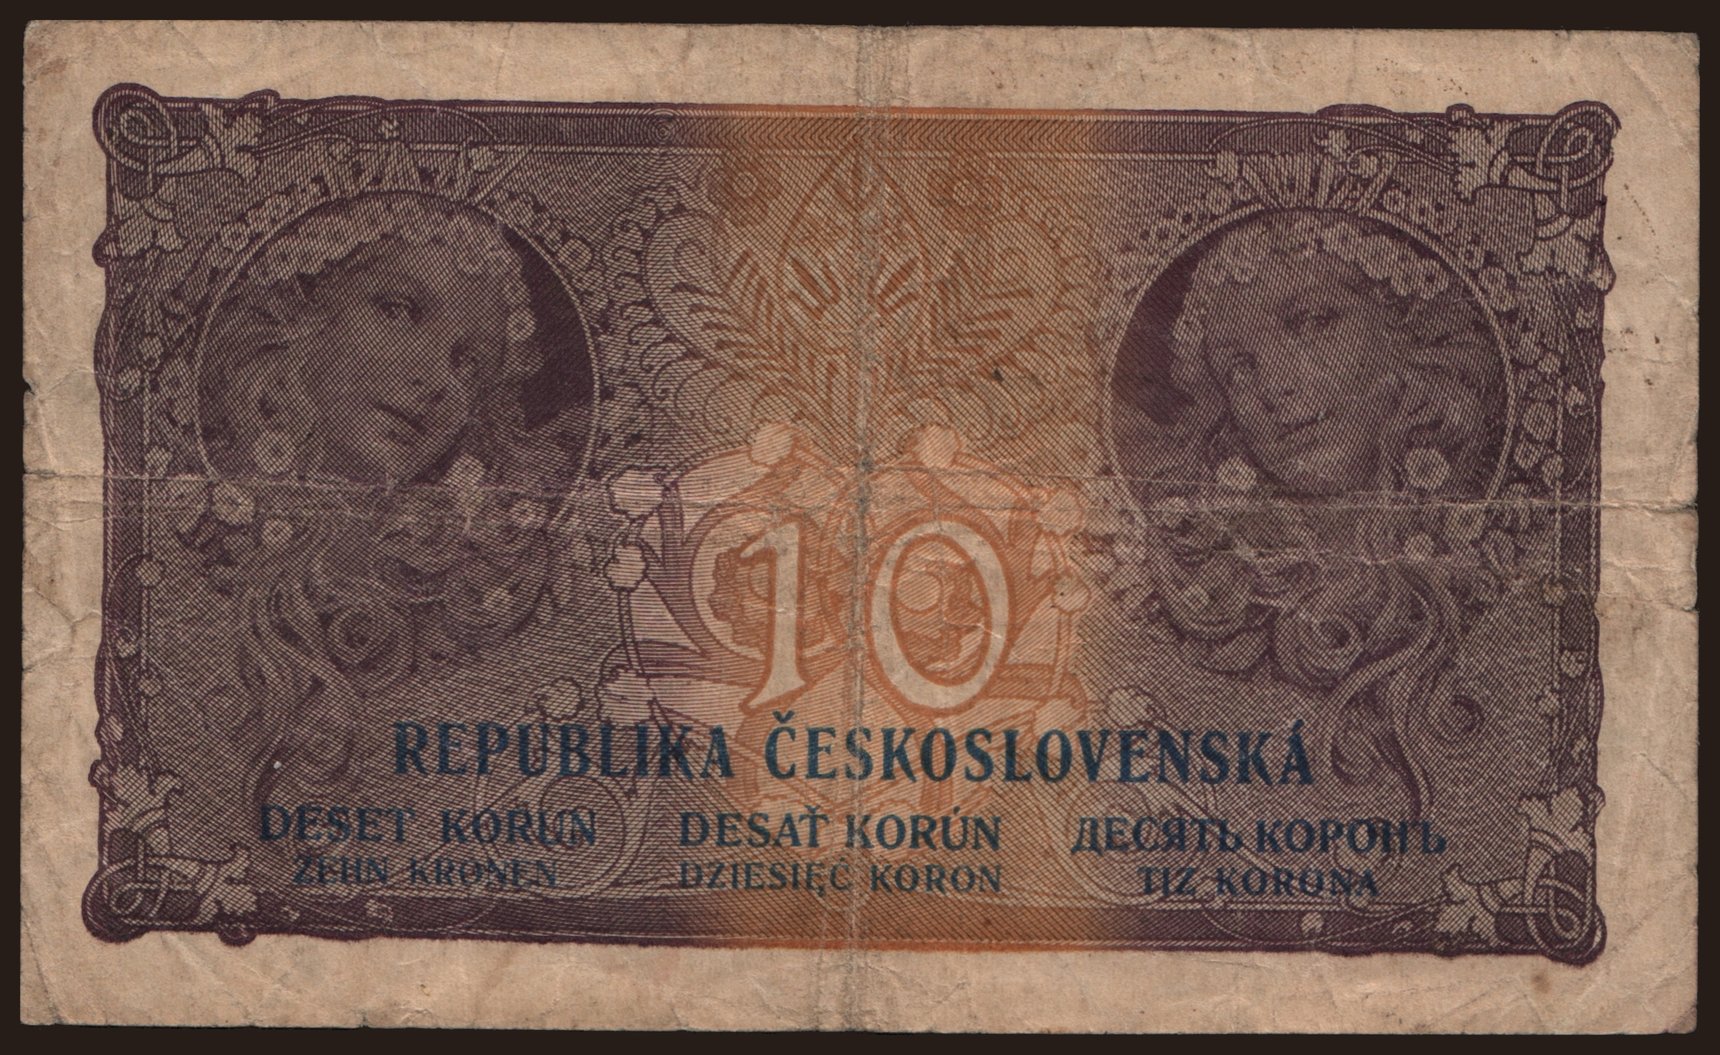 10
REPUBLIKA ČESKOSLOVENSKÁ
DESET KORUN DESAŤ KORÚN ДЕСЯТЬ КОРОНЪ
ZEHN KRONEN DZIESIĘĆ KORON TIZ KORONA